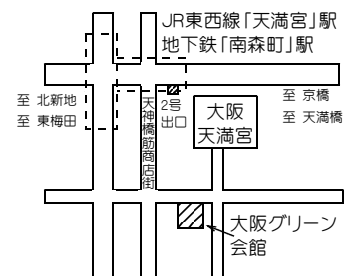 JR東西線「天満宮」駅
地下鉄「南森町」駅
至 北新地
至 東梅田
天神橋筋商店街
2号
出口
大阪
天満宮
至 京橋
至 天満橋
大阪グリーン
会館